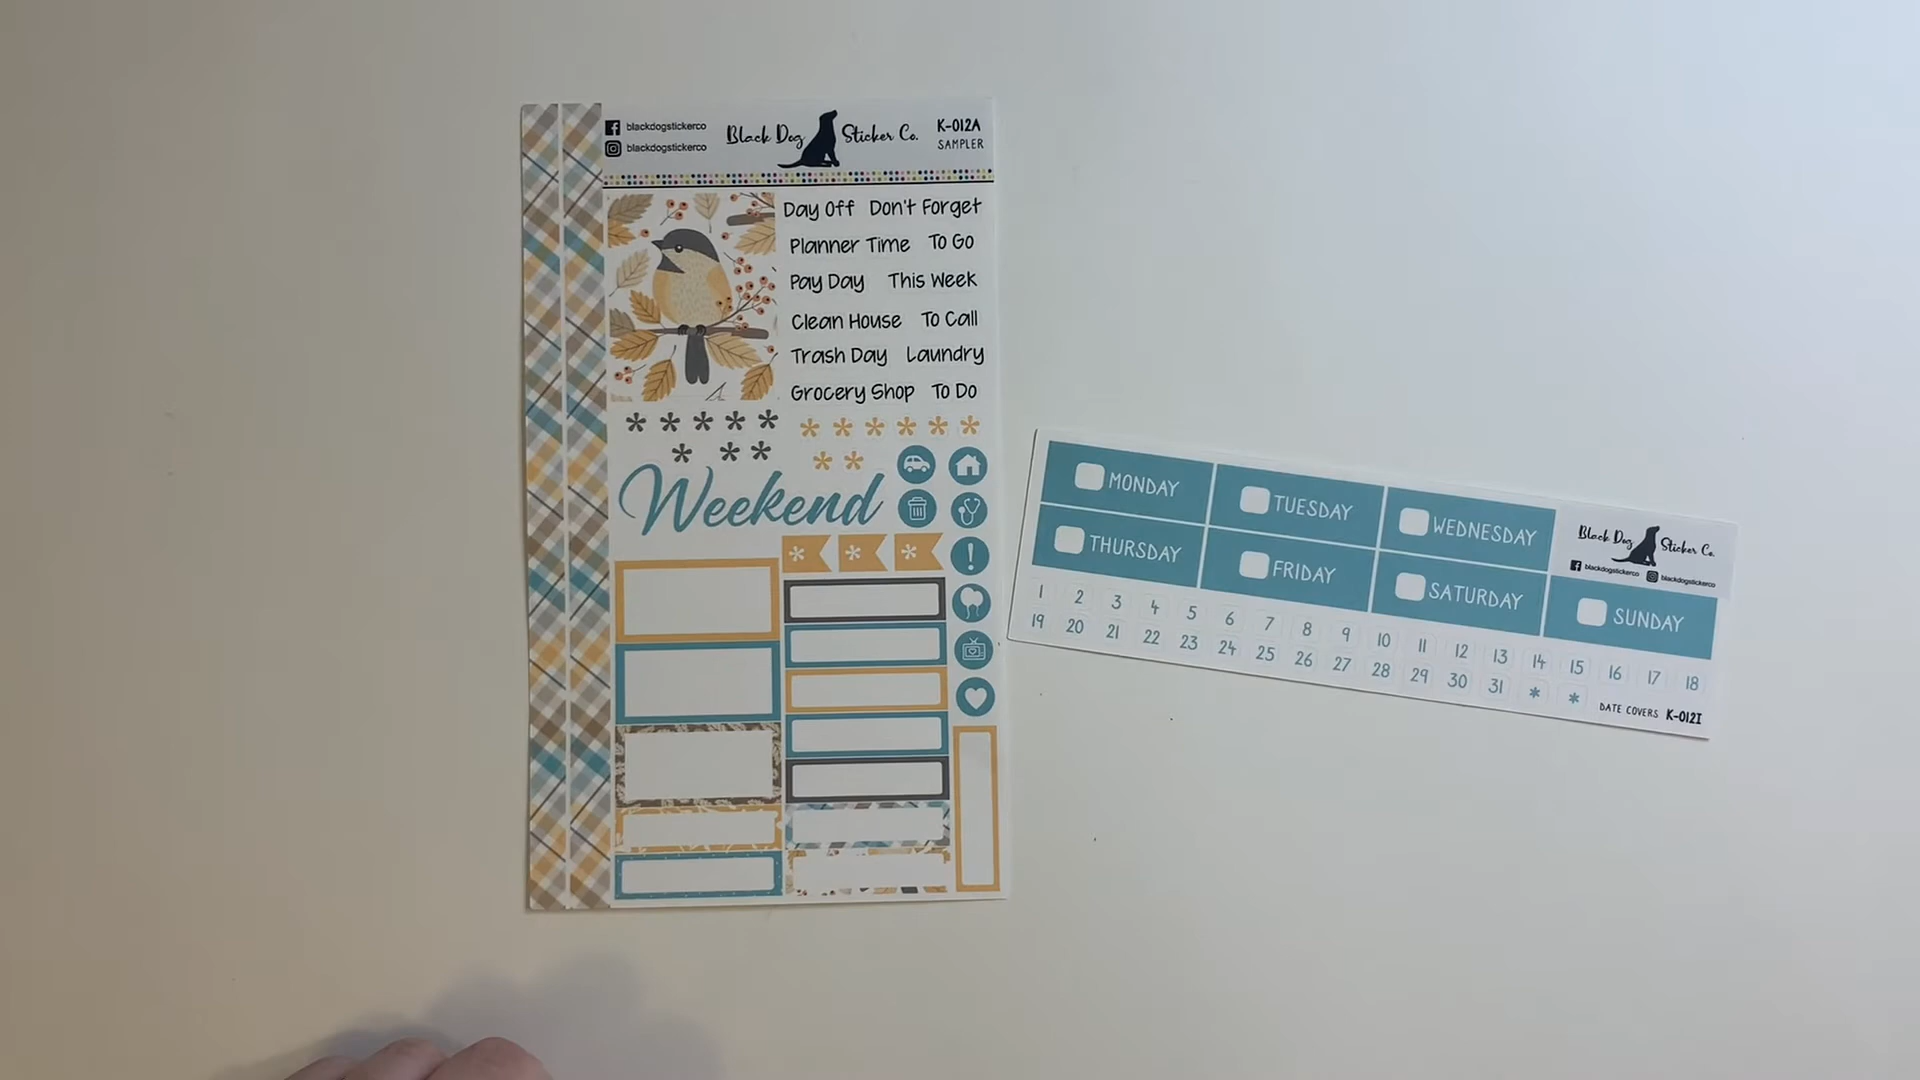 blackdogstickerco
blackdogstickerco
Black Dog Sticker Co.
K-012A
SAMPLER
Day Off Don't Forget
Planner Time To Go
Pay Day This Week
Clean House To Call
Trash Day Laundry
Grocery Shop To Do
Weekend
MONDAY TUESDAY WEDNESDAY
Black Dog Sticker Co.
blackdogstickerco blackdogstickerco
THURSDAY FRIDAY SATURDAY SUNDAY
1 2 3 4 5 6 7 8 9 10 11 12 13 14 15 16 17 18
19 20 21 22 23 24 25 26 27 28 29 30 31 * *
DATE COVERS K-012I